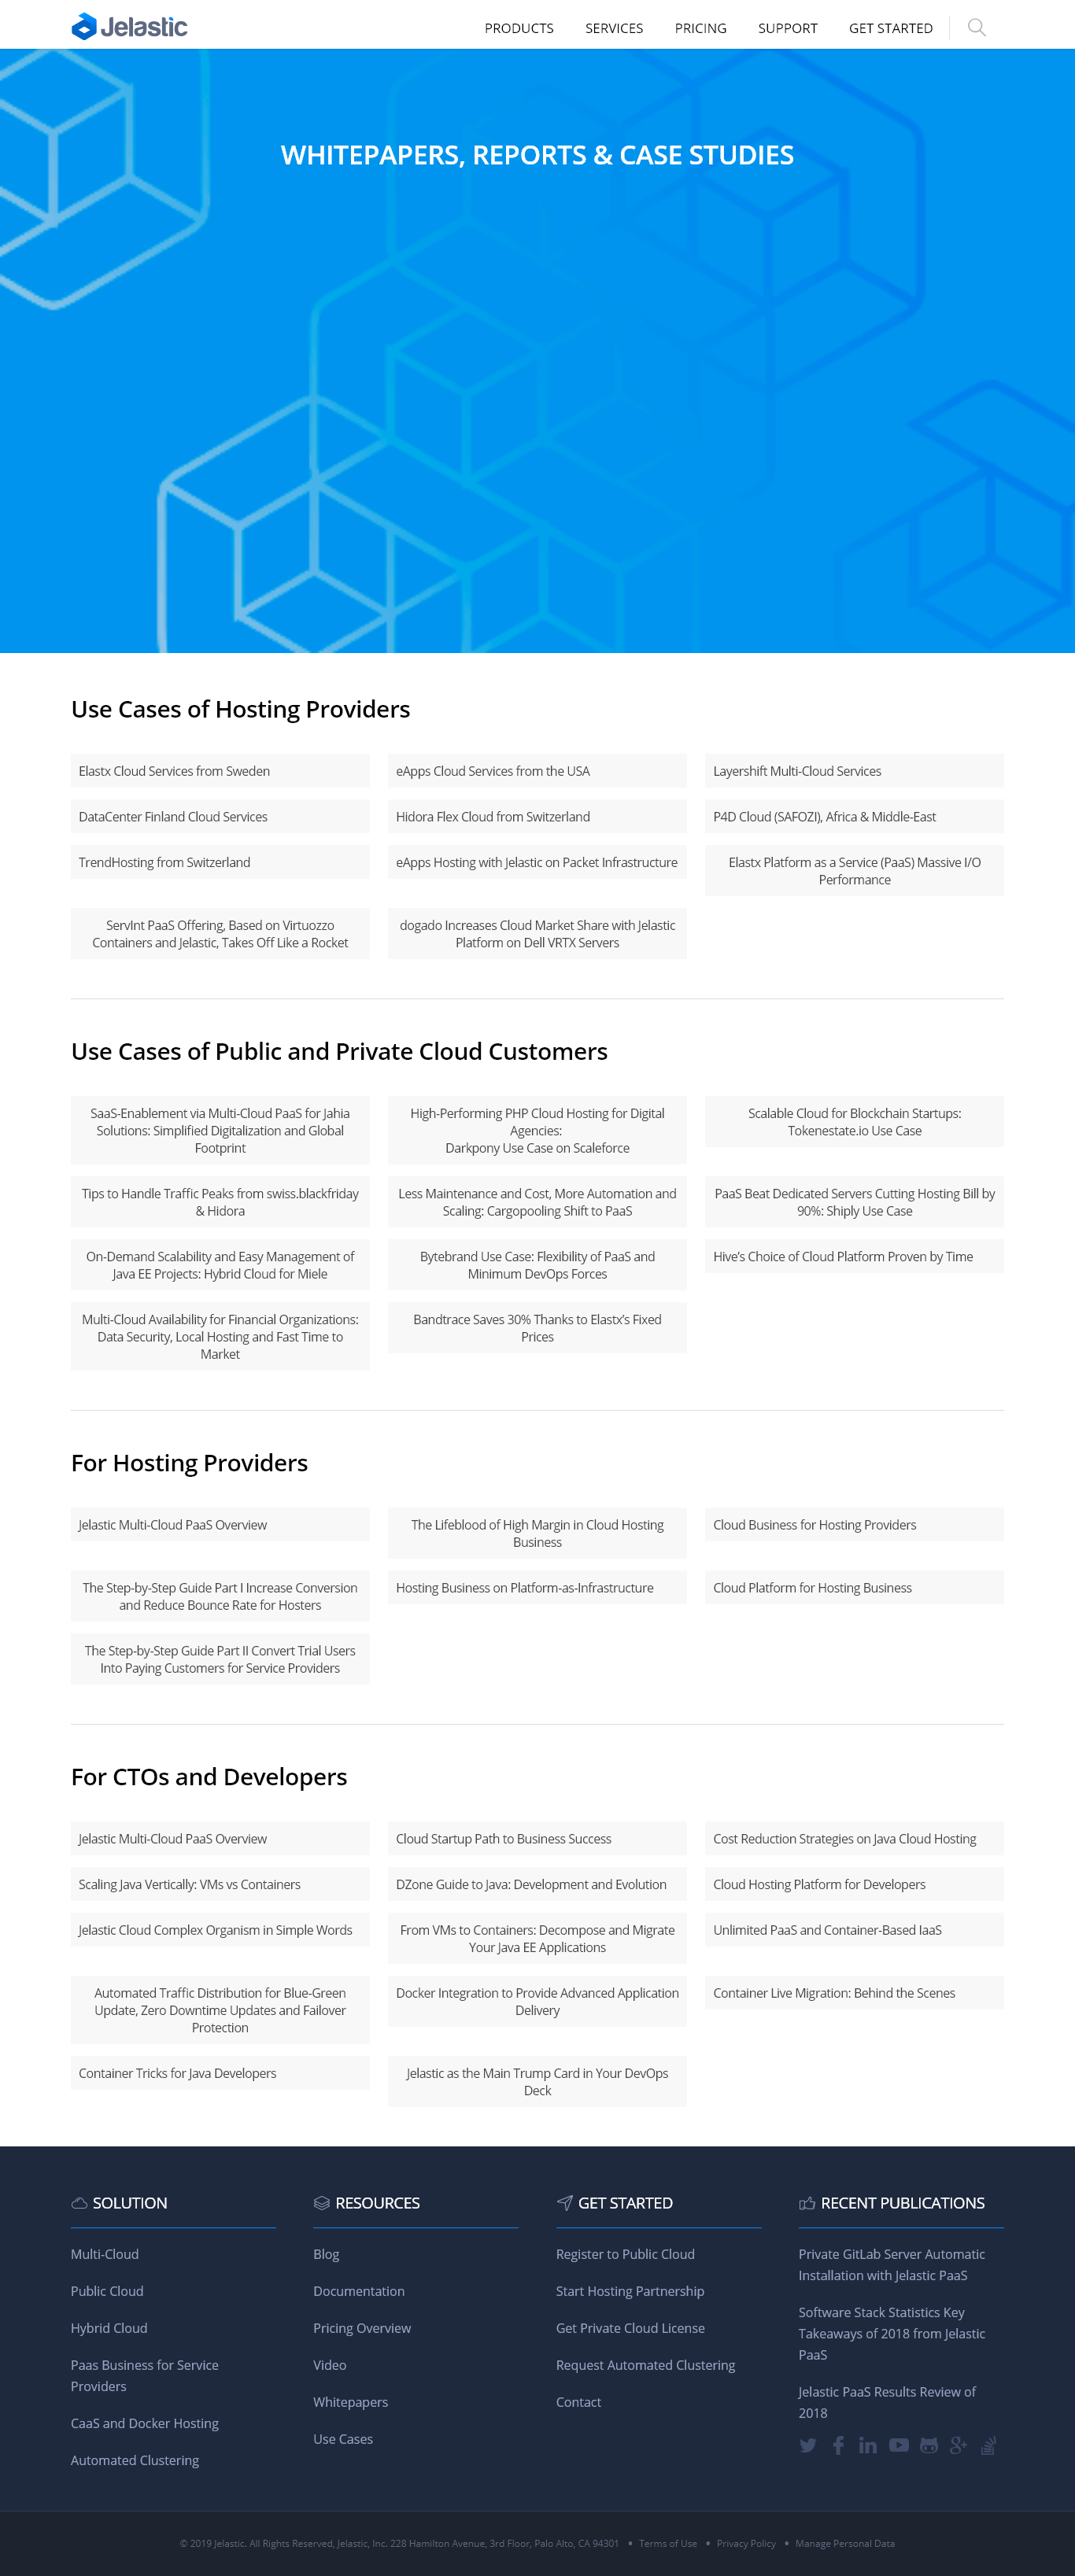 Jelastic
PRODUCTS SERVICES PRICING SUPPORT GET STARTED
WHITEPAPERS, REPORTS & CASE STUDIES
Use Cases of Hosting Providers
Elastx Cloud Services from Sweden
eApps Cloud Services from the USA
Layershift Multi-Cloud Services
DataCenter Finland Cloud Services
Hidora Flex Cloud from Switzerland
P4D Cloud (SAFOZI), Africa & Middle-East
TrendHosting from Switzerland
eApps Hosting with Jelastic on Packet Infrastructure
Elastx Platform as a Service (PaaS) Massive I/O
Performance
ServInt PaaS Offering, Based on Virtuozzo
Containers and Jelastic, Takes Off Like a Rocket
dogado Increases Cloud Market Share with Jelastic
Platform on Dell VRTX Servers
Use Cases of Public and Private Cloud Customers
SaaS-Enablement via Multi-Cloud PaaS for Jahia
Solutions: Simplified Digitalization and Global
Footprint
High-Performing PHP Cloud Hosting for Digital
Agencies:
Darkpony Use Case on Scaleforce
Scalable Cloud for Blockchain Startups:
Tokenestate.io Use Case
Tips to Handle Traffic Peaks from swiss.blackfriday
& Hidora
Less Maintenance and Cost, More Automation and
Scaling: Cargopooling Shift to PaaS
PaaS Beat Dedicated Servers Cutting Hosting Bill by
90%: Shiply Use Case
On-Demand Scalability and Easy Management of
Java EE Projects: Hybrid Cloud for Miele
Bytebrand Use Case: Flexibility of PaaS and
Minimum DevOps Forces
Hive's Choice of Cloud Platform Proven by Time
Multi-Cloud Availability for Financial Organizations:
Data Security, Local Hosting and Fast Time to
Market
Bandtrace Saves 30% Thanks to Elastx's Fixed
Prices
For Hosting Providers
Jelastic Multi-Cloud PaaS Overview
The Lifeblood of High Margin in Cloud Hosting
Business
Cloud Business for Hosting Providers
The Step-by-Step Guide Part I Increase Conversion
and Reduce Bounce Rate for Hosters
Hosting Business on Platform-as-Infrastructure
Cloud Platform for Hosting Business
The Step-by-Step Guide Part II Convert Trial Users
Into Paying Customers for Service Providers
For CTOs and Developers
Jelastic Multi-Cloud PaaS Overview
Cloud Startup Path to Business Success
Cost Reduction Strategies on Java Cloud Hosting
Scaling Java Vertically: VMs vs Containers
DZone Guide to Java: Development and Evolution
Cloud Hosting Platform for Developers
Jelastic Cloud Complex Organism in Simple Words
From VMs to Containers: Decompose and Migrate
Your Java EE Applications
Unlimited PaaS and Container-Based IaaS
Automated Traffic Distribution for Blue-Green
Update, Zero Downtime Updates and Failover
Protection
Docker Integration to Provide Advanced Application
Delivery
Container Live Migration: Behind the Scenes
Container Tricks for Java Developers
Jelastic as the Main Trump Card in Your DevOps
Deck
SOLUTION
Multi-Cloud
Public Cloud
Hybrid Cloud
Paas Business for Service
Providers
CaaS and Docker Hosting
Automated Clustering
RESOURCES
Blog
Documentation
Pricing Overview
Video
Whitepapers
Use Cases
GET STARTED
Register to Public Cloud
Start Hosting Partnership
Get Private Cloud License
Request Automated Clustering
Contact
RECENT PUBLICATIONS
Private GitLab Server Automatic
Installation with Jelastic PaaS
Software Stack Statistics Key
Takeaways of 2018 from Jelastic
PaaS
Jelastic PaaS Results Review of
2018
© 2019 Jelastic. All Rights Reserved, Jelastic, Inc. 228 Hamilton Avenue, 3rd Floor, Palo Alto, CA 94301 • Terms of Use • Privacy Policy • Manage Personal Data